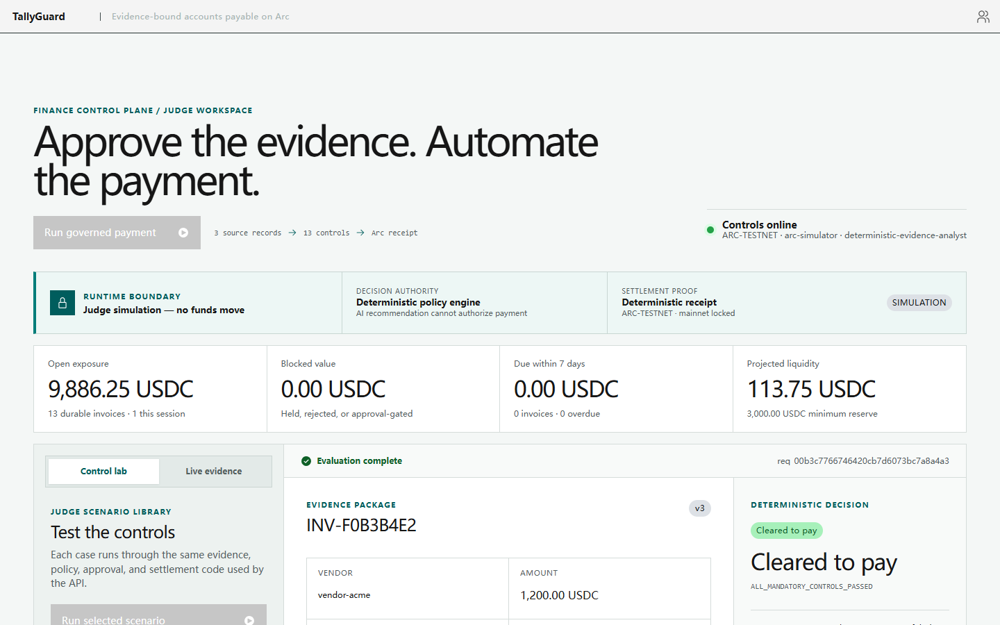 TallyGuard | Evidence-bound accounts payable on Arc
FINANCE CONTROL PLANE / JUDGE WORKSPACE
Approve the evidence. Automate
the payment.
Run governed payment
3 source records → 13 controls → Arc receipt
Controls online
ARC-TESTNET · arc-simulator · deterministic-evidence-analyst
RUNTIME BOUNDARY
Judge simulation — no funds move
DECISION AUTHORITY
Deterministic policy engine
AI recommendation cannot authorize payment
SETTLEMENT PROOF
Deterministic receipt
ARC-TESTNET · mainnet locked
SIMULATION
Open exposure
9,886.25 USDC
13 durable invoices · 1 this session
Blocked value
0.00 USDC
Held, rejected, or approval-gated
Due within 7 days
0.00 USDC
0 invoices · 0 overdue
Projected liquidity
113.75 USDC
3,000.00 USDC minimum reserve
Control lab
Live evidence
JUDGE SCENARIO LIBRARY
Test the controls
Each case runs through the same evidence,
policy, approval, and settlement code used by
the API.
Run selected scenario
Evaluation complete
req 00b3c7766746420cb7d6073bc7a8a4a3
EVIDENCE PACKAGE
INV-F0B3B4E2
v3
VENDOR
vendor-acme
AMOUNT
1,200.00 USDC
DETERMINISTIC DECISION
Cleared to pay
Cleared to pay
ALL_MANDATORY_CONTROLS_PASSED